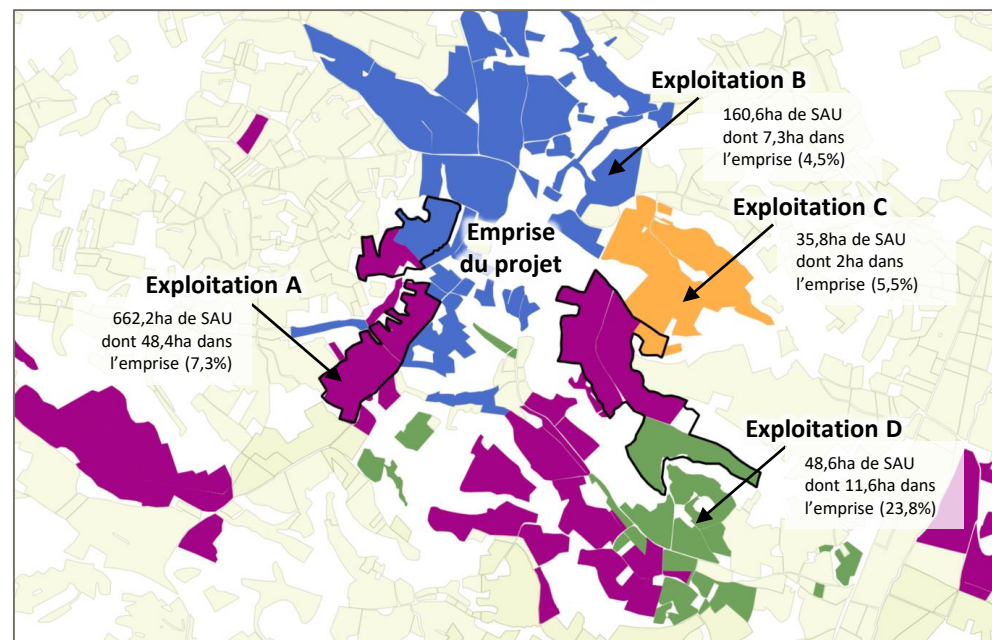 Exploitation B
160,6ha de SAU
dont 7,3ha dans
l’emprise (4,5%)
Exploitation C
35,8ha de SAU
dont 2ha dans
l’emprise (5,5%)
Emprise
du projet
Exploitation A
662,2ha de SAU
dont 48,4ha dans
l’emprise (7,3%)
Exploitation D
48,6ha de SAU
dont 11,6ha dans
l’emprise (23,8%)